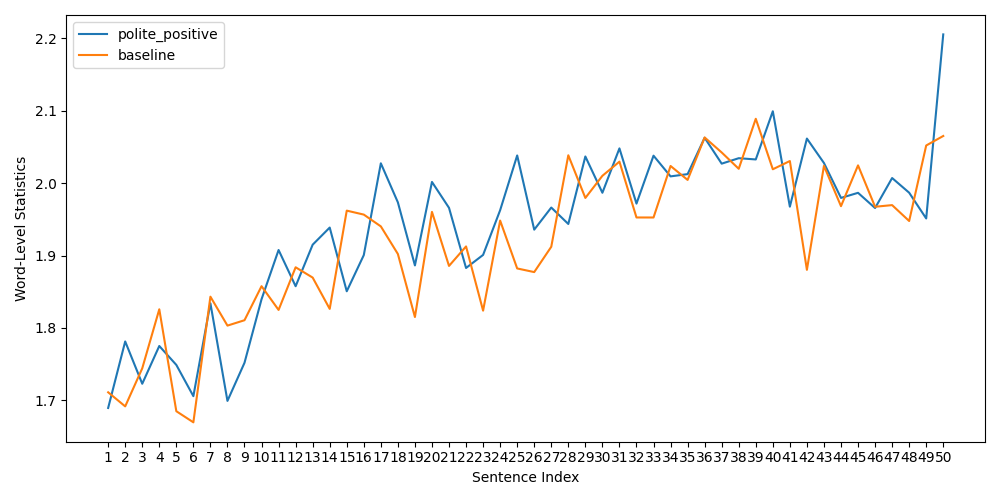 polite_positive
baseline
Word-Level Statistics
2.2
2.1
2.0
1.9
1.8
1.7
1 2 3 4 5 6 7 8 9 10 11 12 13 14 15 16 17 18 19 20 21 22 23 24 25 26 27 28 29 30 31 32 33 34 35 36 37 38 39 40 41 42 43 44 45 46 47 48 49 50
Sentence Index